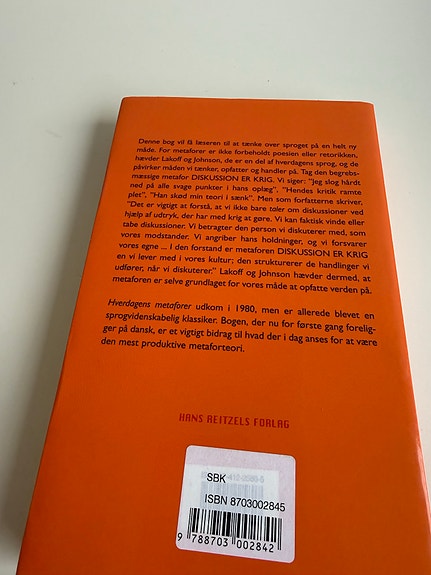 Denne bog vil få læseren til at tænke over sproget på en helt ny
måde. For metaforer er ikke forbeholdt poesien eller retorikken,
hævder Lakoff og Johnson, de er en del af hverdagens sprog, og de
påvirker måden vi tænker, opfatter og handler på. Tag den begrebs-
mæssige metafor DISKUSSION ER KRIG. Vi siger: "Jeg slog hårdt
ned på alle svage punkter i hans oplæg", "Hendes kritik ramte
plet", "Han skød min teori i sænk". Men som forfatterne skriver,
"Det er vigtigt at forstå, at vi ikke bare taler om diskussioner ved
hjælp af udtryk, der har med krig at gøre. Vi kan faktisk vinde eller
tabe diskussioner. Vi betragter den person vi diskuterer med, som
vores modstander. Vi angriber hans holdninger, og vi forsvarer
vores egne ... I den forstand er metaforen DISKUSSION ER KRIG
en vi lever med i vores kultur; den strukturerer de handlinger vi
udfører, når vi diskuterer." Lakoff og Johnson hævder dermed, at
metaforen er selve grundlaget for vores måde at opfatte verden på.
Hverdagens metaforer udkom i 1980, men er allerede blevet en
sprogvidenskabelig klassiker. Bogen, der nu for første gang forelig-
ger på dansk, er et vigtigt bidrag til hvad der i dag anses for at være
den mest produktive metaforteori.
HANS REITZELS FORLAG
SBK
ISBN 8703002845
9 788703 002842